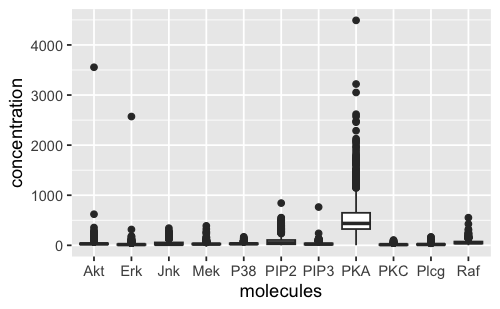 concentration
4000
3000
2000
1000
0
Akt Erk Jnk Mek P38 PIP2 PIP3 PKA PKC Plcg Raf
molecules